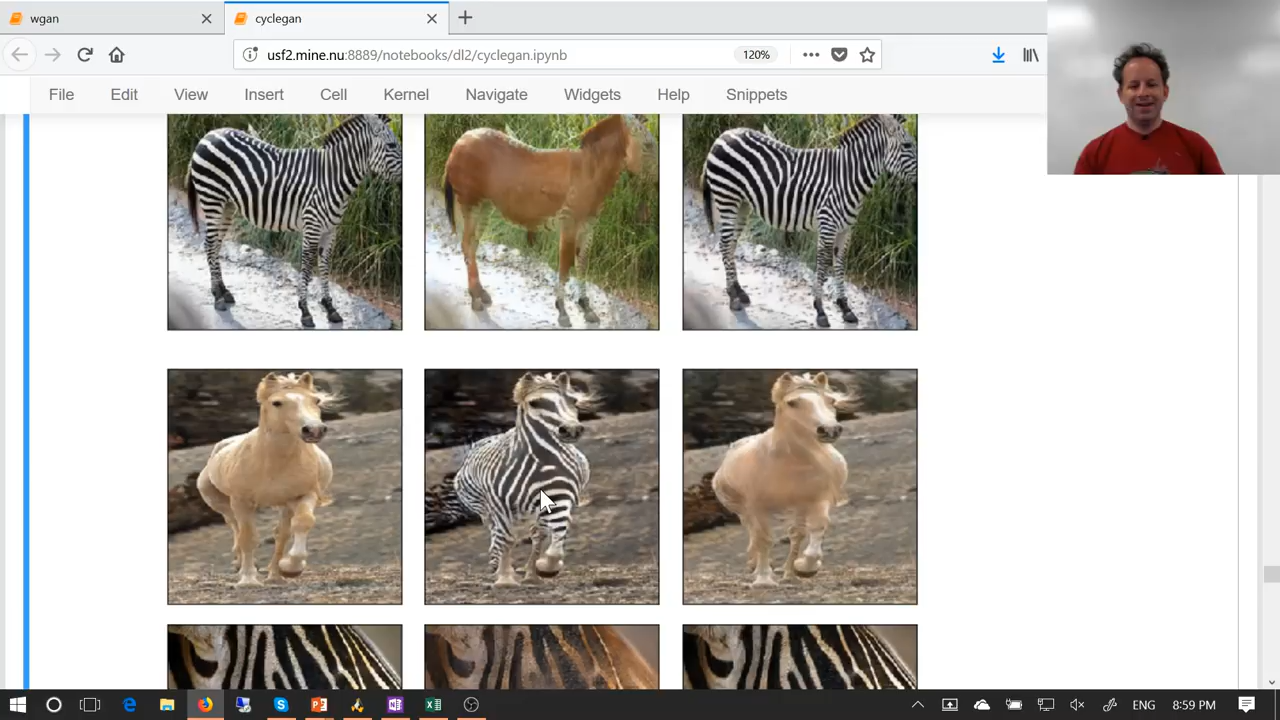 wgan
cyclegan
usf2.mine.nu:8889/notebooks/dl2/cyclegan.ipynb
120%
File Edit View Insert Cell Kerne Navigate Widgets Help Snippets
ENG
8:59 PM